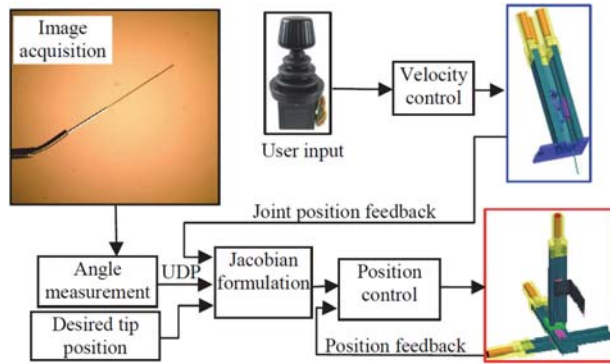 Image
acquisition
User input
Velocity
control
Joint position feedback
Angle
measurement
UDP
Jacobian
formulation
Position
control
Desired tip
position
Position feedback